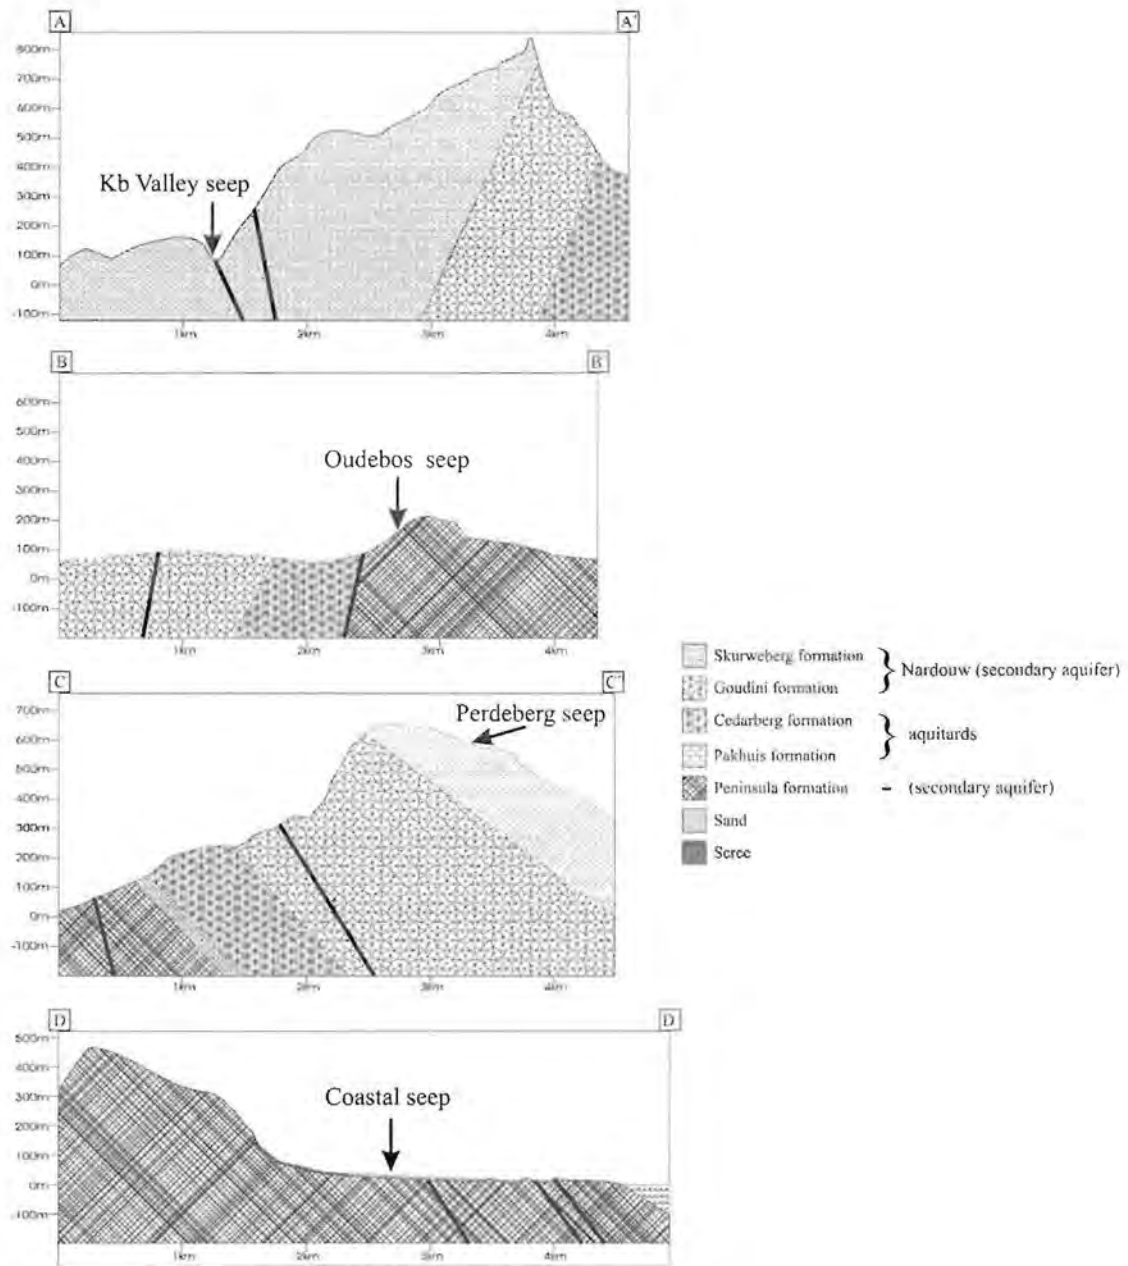 A
A'
800m
700m
600m
500m
400m
300m
200m
100m
0m
-100m
Kb Valley seep
1km
2km
3km
4km
B
B
600m
500m
400m
300m
200m
100m
0m
-100m
Oudebos seep
1km
2km
3km
4km
C
C'
700m
600m
500m
400m
300m
200m
100m
0m
-100m
Perdeberg seep
1km
2km
3km
4km
Skurweberg formation
Goudini formation
} Nardouw (secondary aquifer)
Cedarberg formation
Pakhuis formation
} aquitards
Peninsula formation - (secondary aquifer)
Sand
Scree
D
D
500m
400m
300m
200m
100m
0m
-100m
Coastal seep
1km
2km
3km
4km